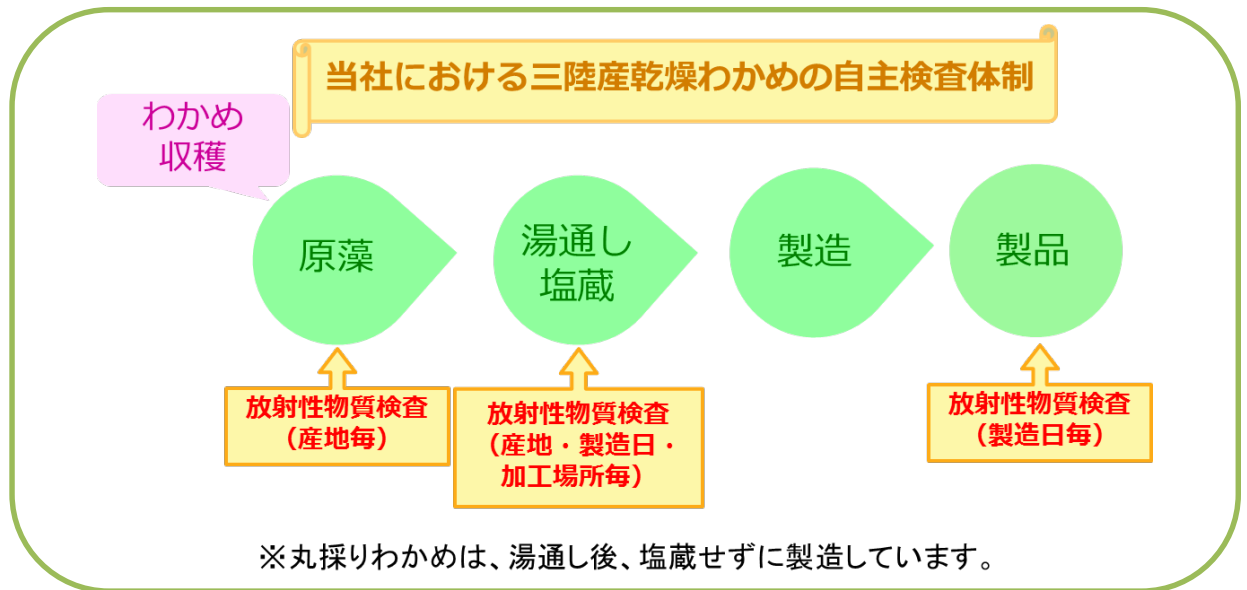 当社における三陸産乾燥わかめの自主検査体制
わかめ
収穫
原藻
湯通し
塩蔵
製造
製品
放射性物質検査
（産地毎）
放射性物質検査
（産地・製造日・
加工場所毎）
放射性物質検査
（製造日毎）
※丸採りわかめは、湯通し後、塩蔵せずに製造しています。